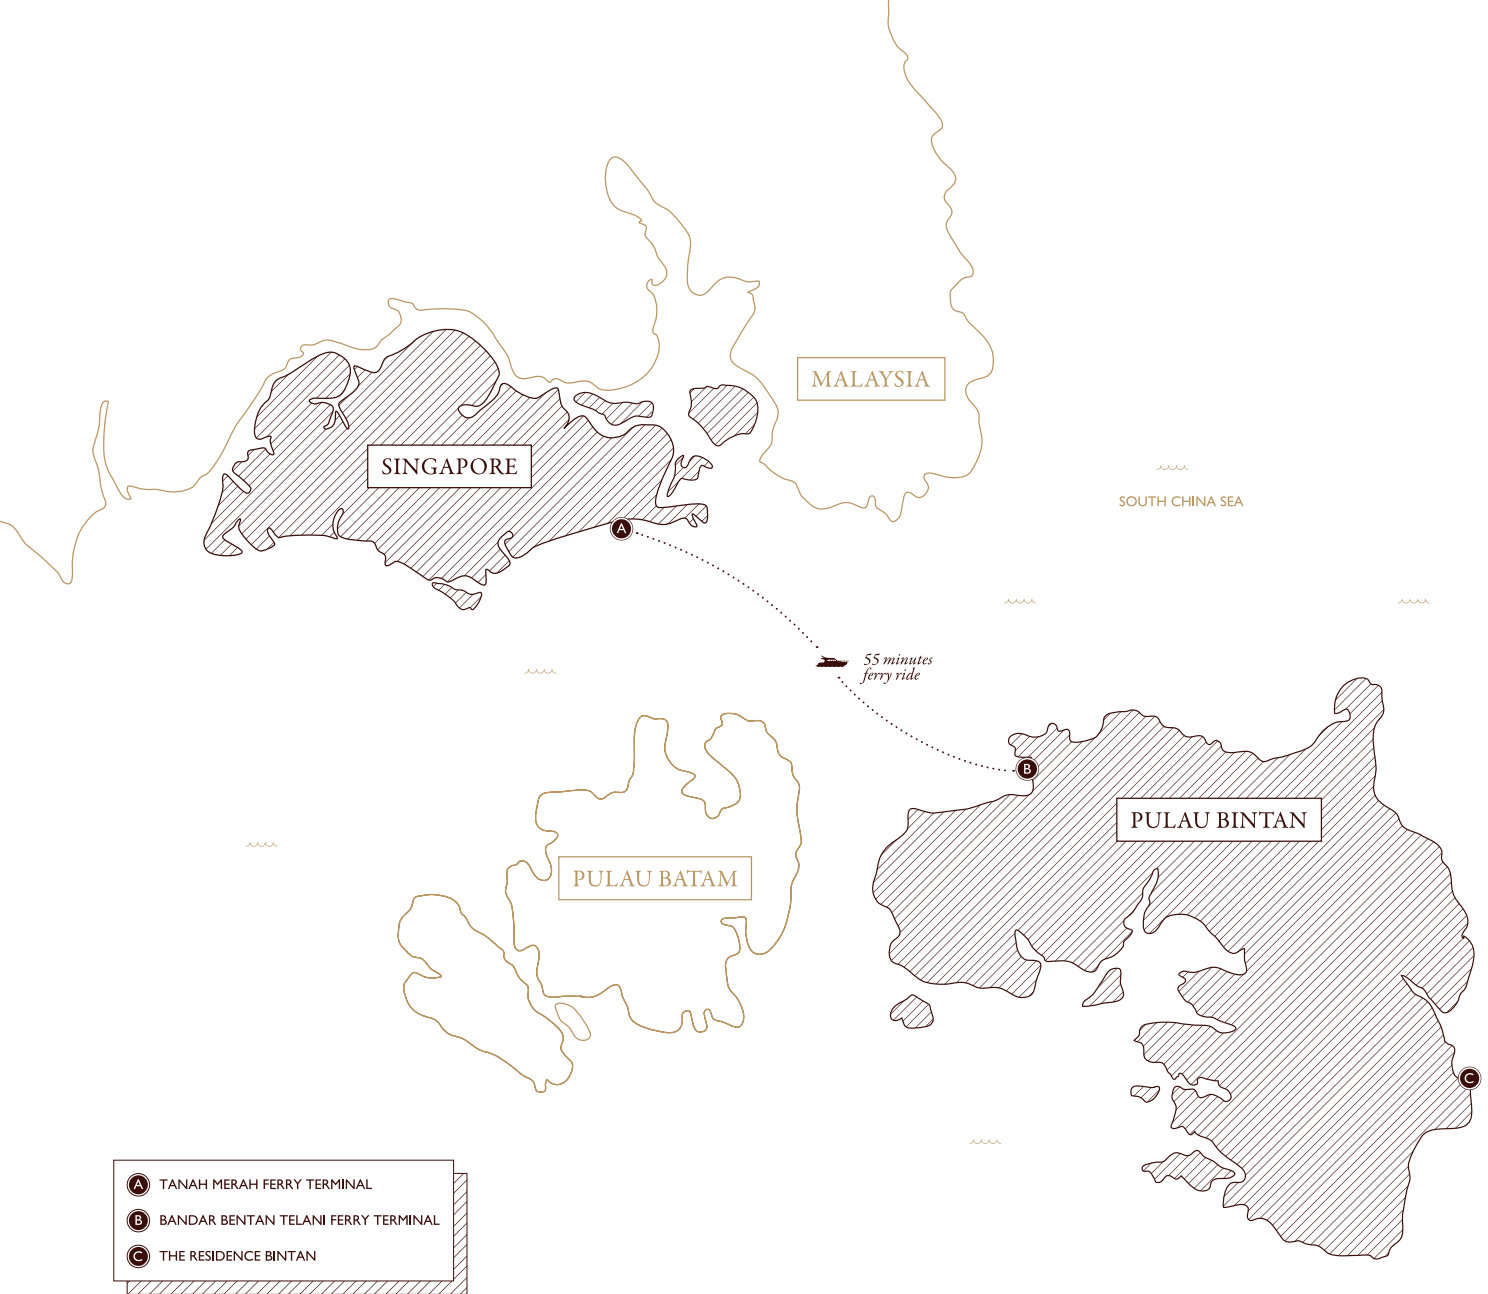 MALAYSIA
SINGAPORE
SOUTH CHINA SEA
A
55 minutes
ferry ride
B
PULAU BINTAN
PULAU BATAM
C
A TANAH MERAH FERRY TERMINAL
B BANDAR BENTAN TELANI FERRY TERMINAL
C THE RESIDENCE BINTAN